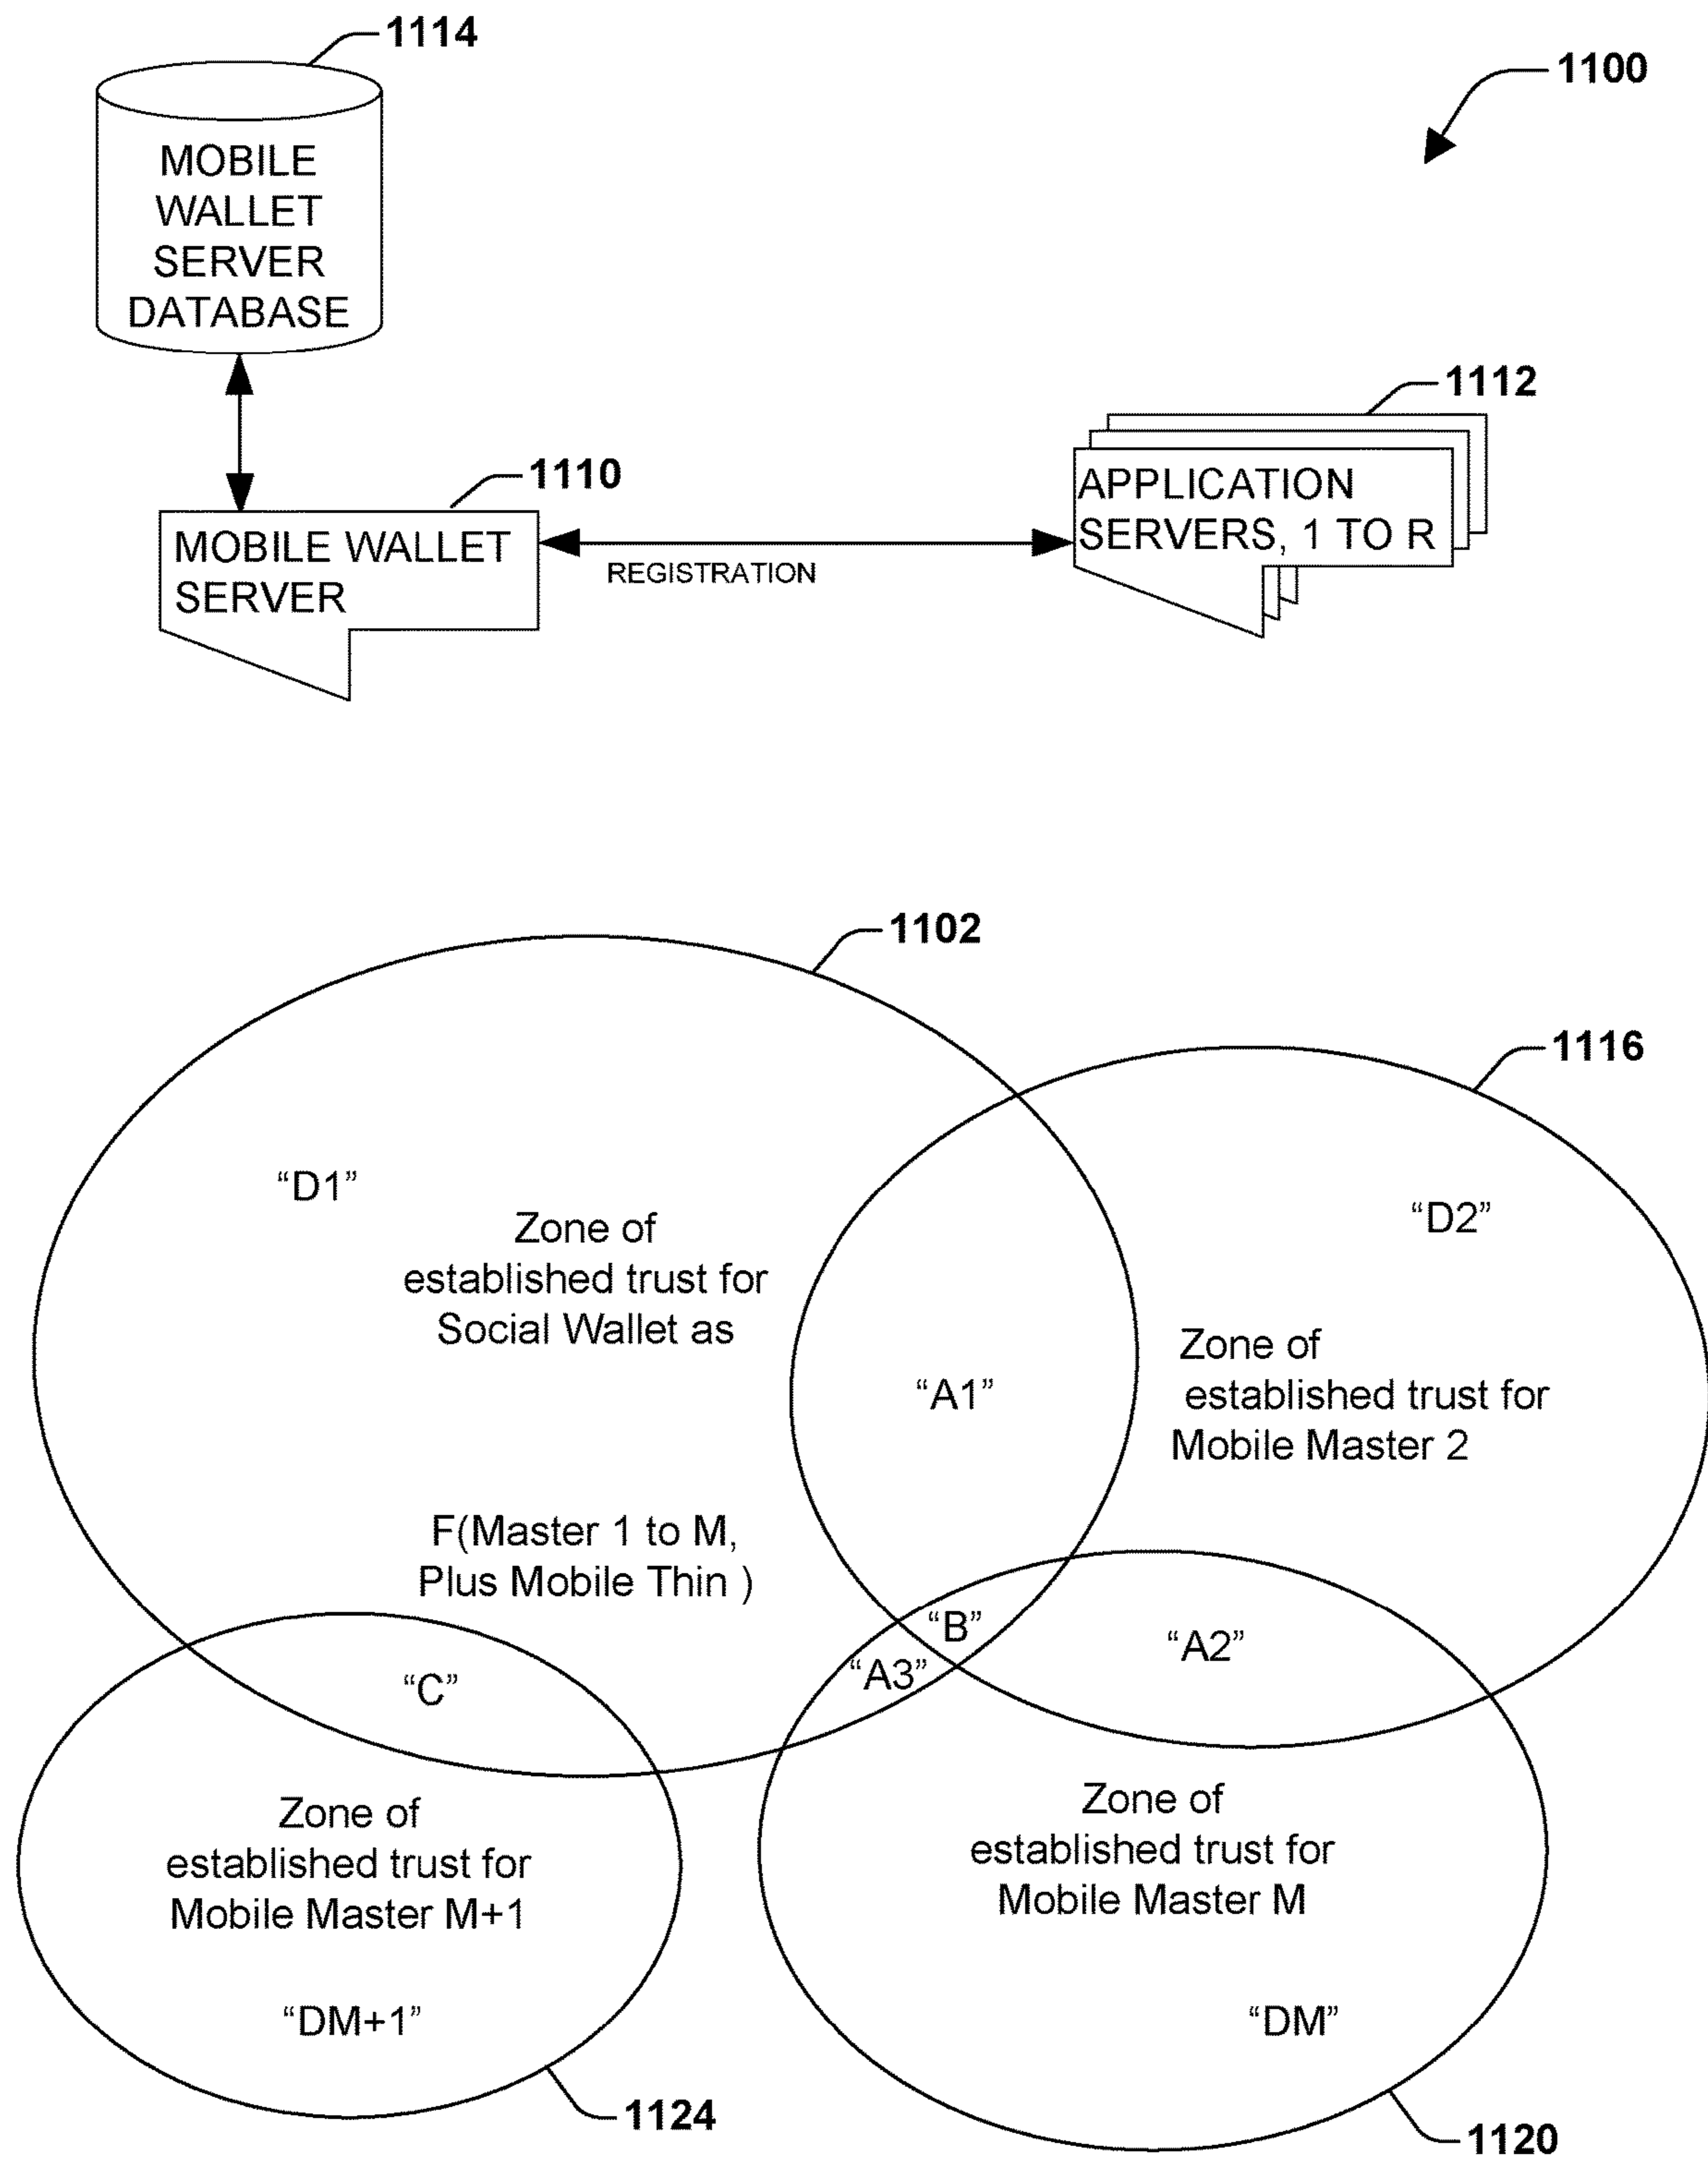 1114
1100
MOBILE
WALLET
SERVER
DATABASE
1112
1110
APPLICATION
SERVERS, 1 TO R
MOBILE WALLET
SERVER
REGISTRATION
1102
1116
“D1”
“D2”
Zone of
established trust for
Social Wallet as
Zone of
established trust for
Mobile Master 2
“A1”
F(Master 1 to M,
Plus Mobile Thin )
“B”
“A2”
“A3”
“C”
Zone of
established trust for
Mobile Master M+1
Zone of
established trust for
Mobile Master M
“DM+1”
“DM”
1124
1120